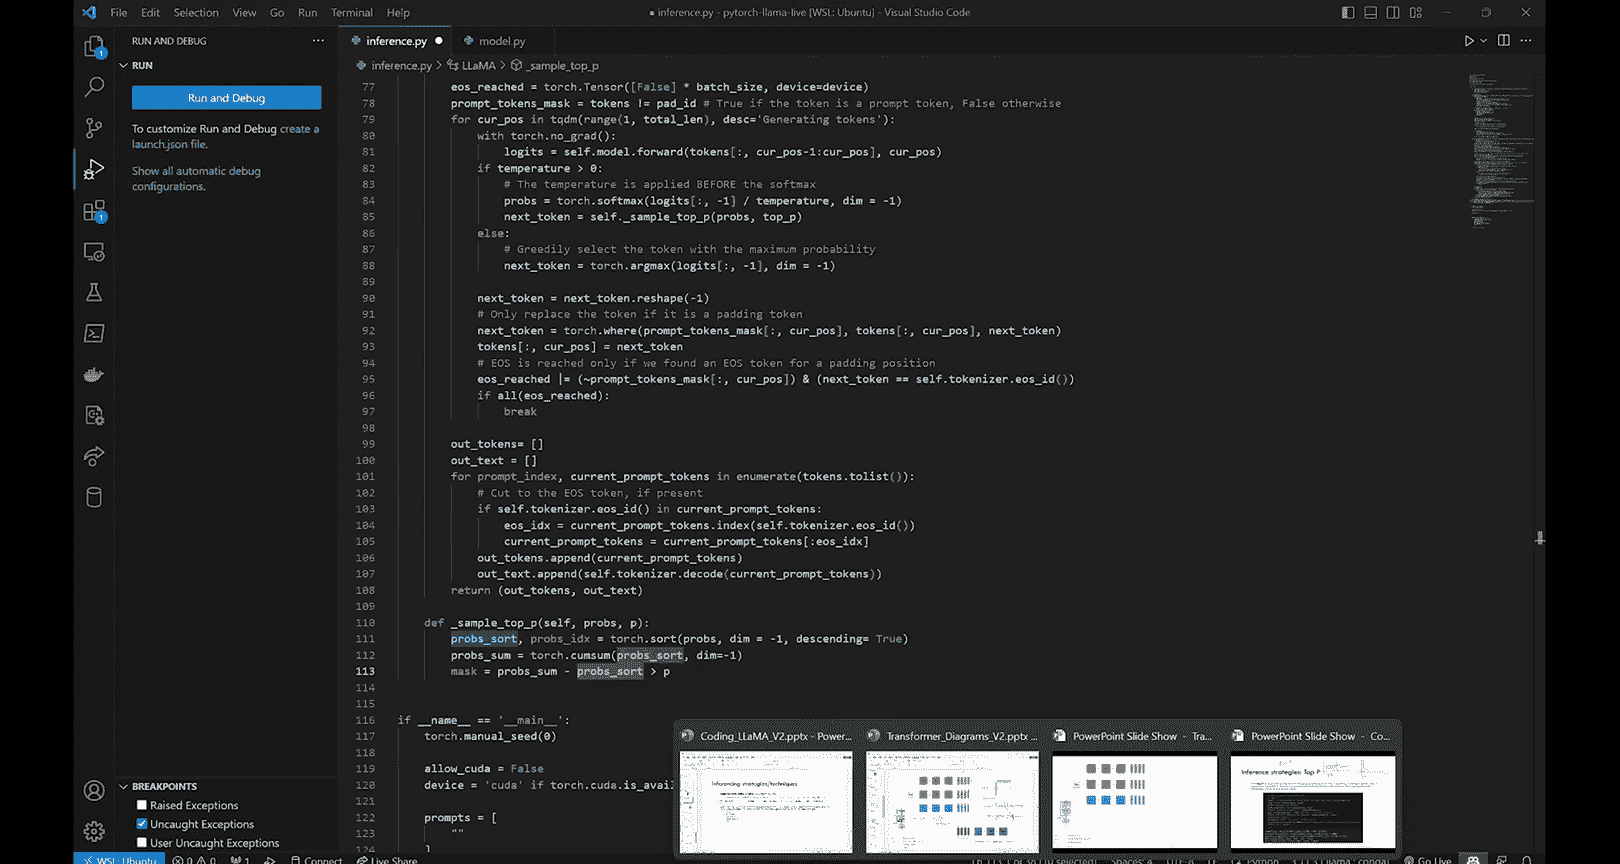 File Edit Selection View Go Run Terminal Help
● inference.py - pytorch-llama-live [WSL: Ubuntu] - Visual Studio Code
RUN AND DEBUG ···
inference.py ●
model.py
RUN
inference.py > LLaMA > _sample_top_p
Run and Debug
To customize Run and Debug create a
launch.json file.
Show all automatic debug
configurations.
1
1
77 eos_reached = torch.Tensor([False] * batch_size, device=device)
78 prompt_tokens_mask = tokens != pad_id # True if the token is a prompt token, False otherwise
79 for cur_pos in tqdm(range(1, total_len), desc='Generating tokens'):
80 with torch.no_grad():
81 logits = self.model.forward(tokens[:, cur_pos-1:cur_pos], cur_pos)
82 if temperature > 0:
83 # The temperature is applied BEFORE the softmax
84 probs = torch.softmax(logits[:, -1] / temperature, dim = -1)
85 next_token = self._sample_top_p(probs, top_p)
86 else:
87 # Greedily select the token with the maximum probability
88 next_token = torch.argmax(logits[:, -1], dim = -1)
89
90 next_token = next_token.reshape(-1)
91 # Only replace the token if it is a padding token
92 next_token = torch.where(prompt_tokens_mask[:, cur_pos], tokens[:, cur_pos], next_token)
93 tokens[:, cur_pos] = next_token
94 # EOS is reached only if we found an EOS token for a padding position
95 eos_reached |= (~prompt_tokens_mask[:, cur_pos]) & (next_token == self.tokenizer.eos_id())
96 if all(eos_reached):
97 break
98
99 out_tokens= []
100 out_text = []
101 for prompt_index, current_prompt_tokens in enumerate(tokens.tolist()):
102 # Cut to the EOS token, if present
103 if self.tokenizer.eos_id() in current_prompt_tokens:
104 eos_idx = current_prompt_tokens.index(self.tokenizer.eos_id())
105 current_prompt_tokens = current_prompt_tokens[:eos_idx]
106 out_tokens.append(current_prompt_tokens)
107 out_text.append(self.tokenizer.decode(current_prompt_tokens))
108 return (out_tokens, out_text)
109
110 def _sample_top_p(self, probs, p):
111 probs_sort, probs_idx = torch.sort(probs, dim = -1, descending= True)
112 probs_sum = torch.cumsum(probs_sort, dim=-1)
113 mask = probs_sum - probs_sort > p
114
115
116 if __name__ == '__main__':
117 torch.manual_seed(0)
118
119 allow_cuda = False
120 device = 'cuda' if torch.cuda.is_avail
121
122 prompts = [
123 ""
124 ]
BREAKPOINTS
Raised Exceptions
Uncaught Exceptions
User Uncaught Exceptions
Coding_LLaMA_V2.pptx - Power...
Transformer_Diagrams_V2.pptx ...
PowerPoint Slide Show - Tra...
PowerPoint Slide Show - Co...
Inferencing strategies/techniques
Inference strategies: Top P
WSL: Ubuntu 0 0 1 Connect Live Share
Go Live